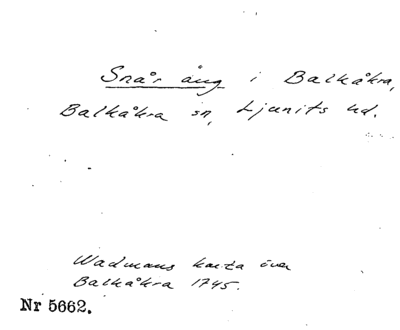 Snår äng i Balkåkra,
Balkåkra sn, Ljunits hd.
Wadmans karta över
Balkåkra 1745.
Nr 5662.